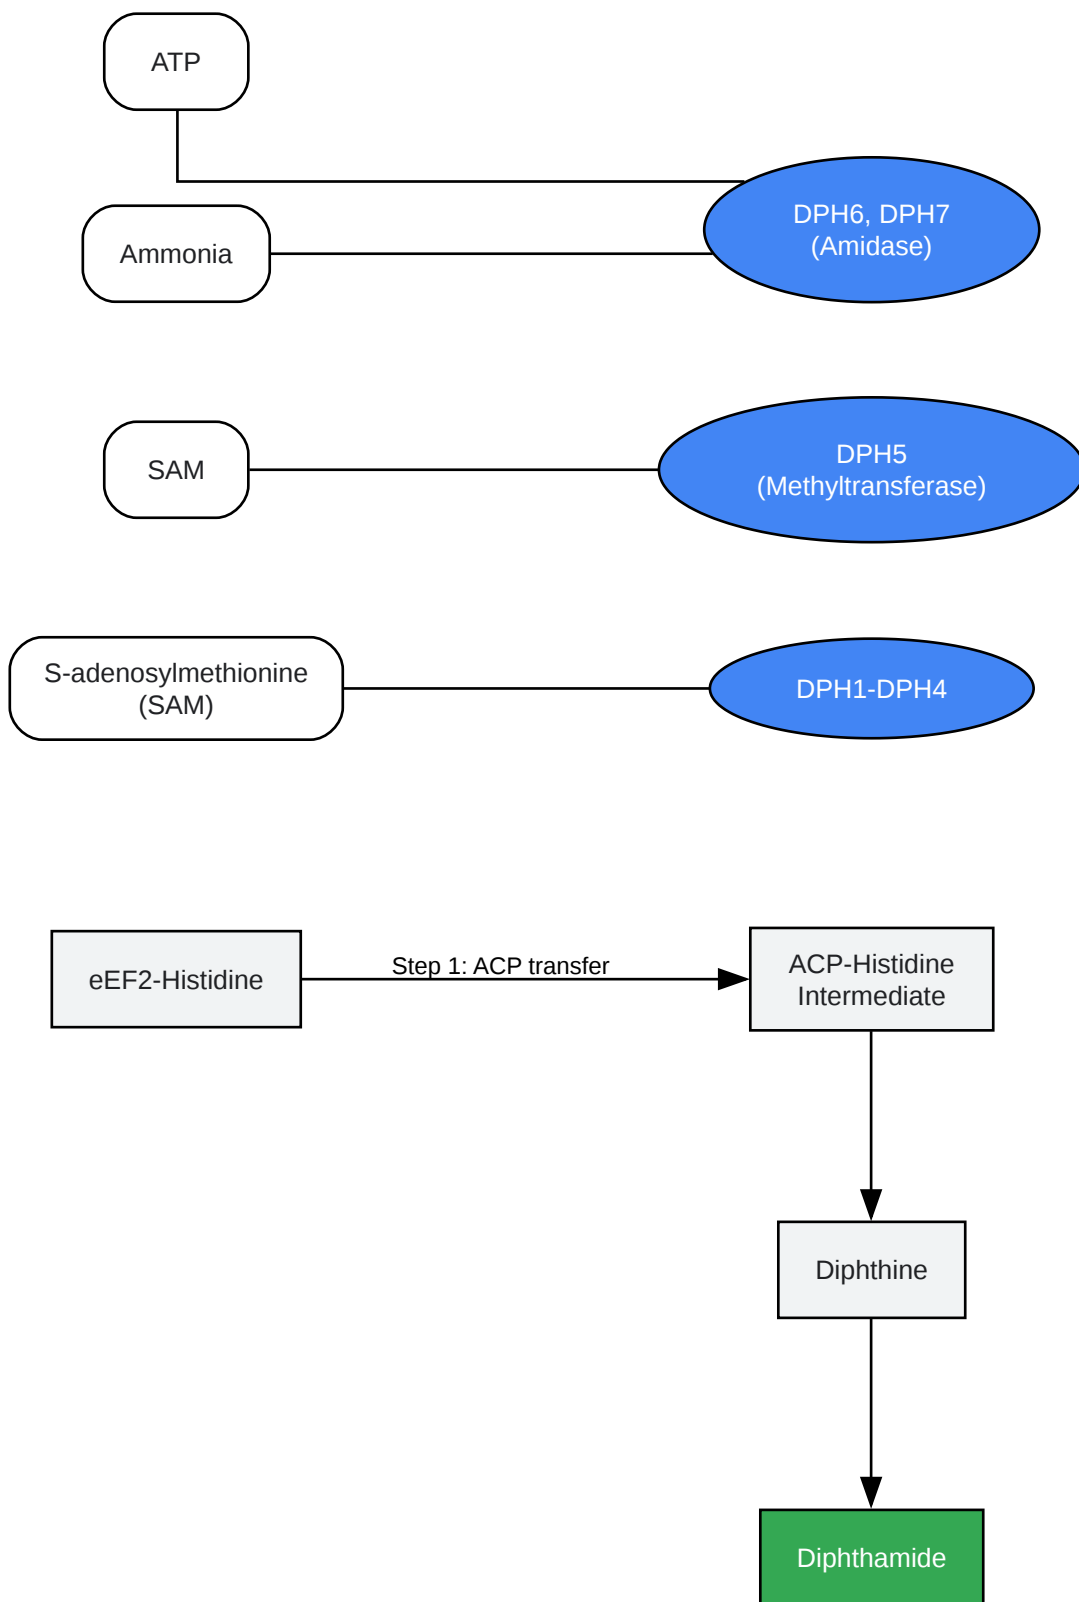 ATP
DPH6, DPH7
(Amidase)
Ammonia
SAM
DPH5
(Methyltransferase)
S-adenosylmethionine
(SAM)
DPH1-DPH4
eEF2-Histidine
Step 1: ACP transfer
ACP-Histidine
Intermediate
Diphthine
Diphthamide